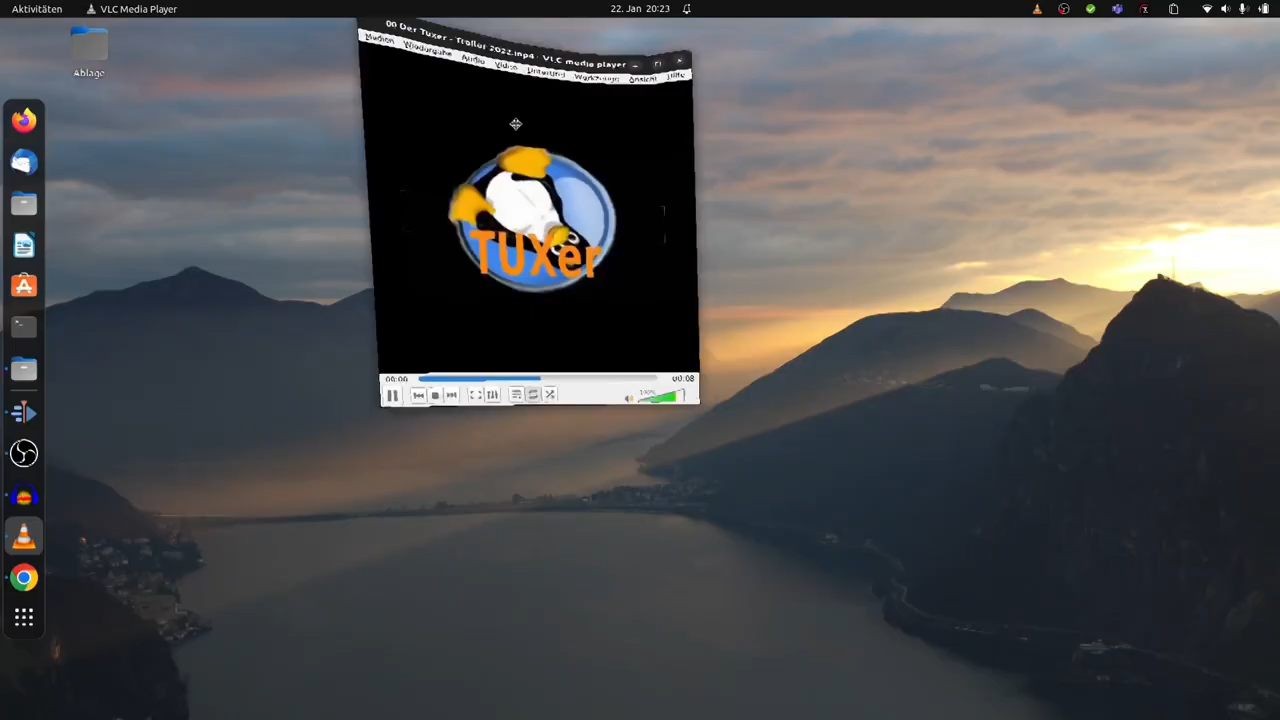 Aktivitäten VLC Media Player 22. Jan 20:23
Ablage
00 Der Tuxer - Trailer 2022.mp4 - VLC media player
Medien Wiedergabe Audio Video Untertitel Werkzeuge Ansicht Hilfe
TUXer
00:00 00:08
100%